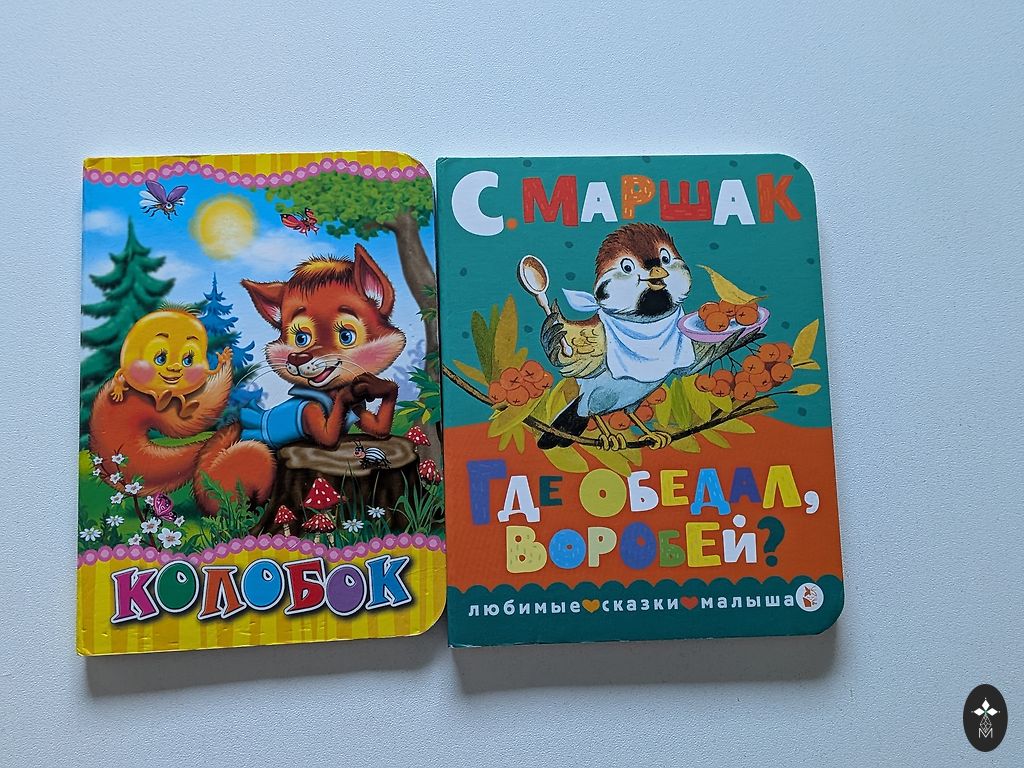 КОЛОБОК
С. МАРШАК
ГДЕ ОБЕДАЛ,
ВОРОБЕЙ?
любимые сказки малыша
M